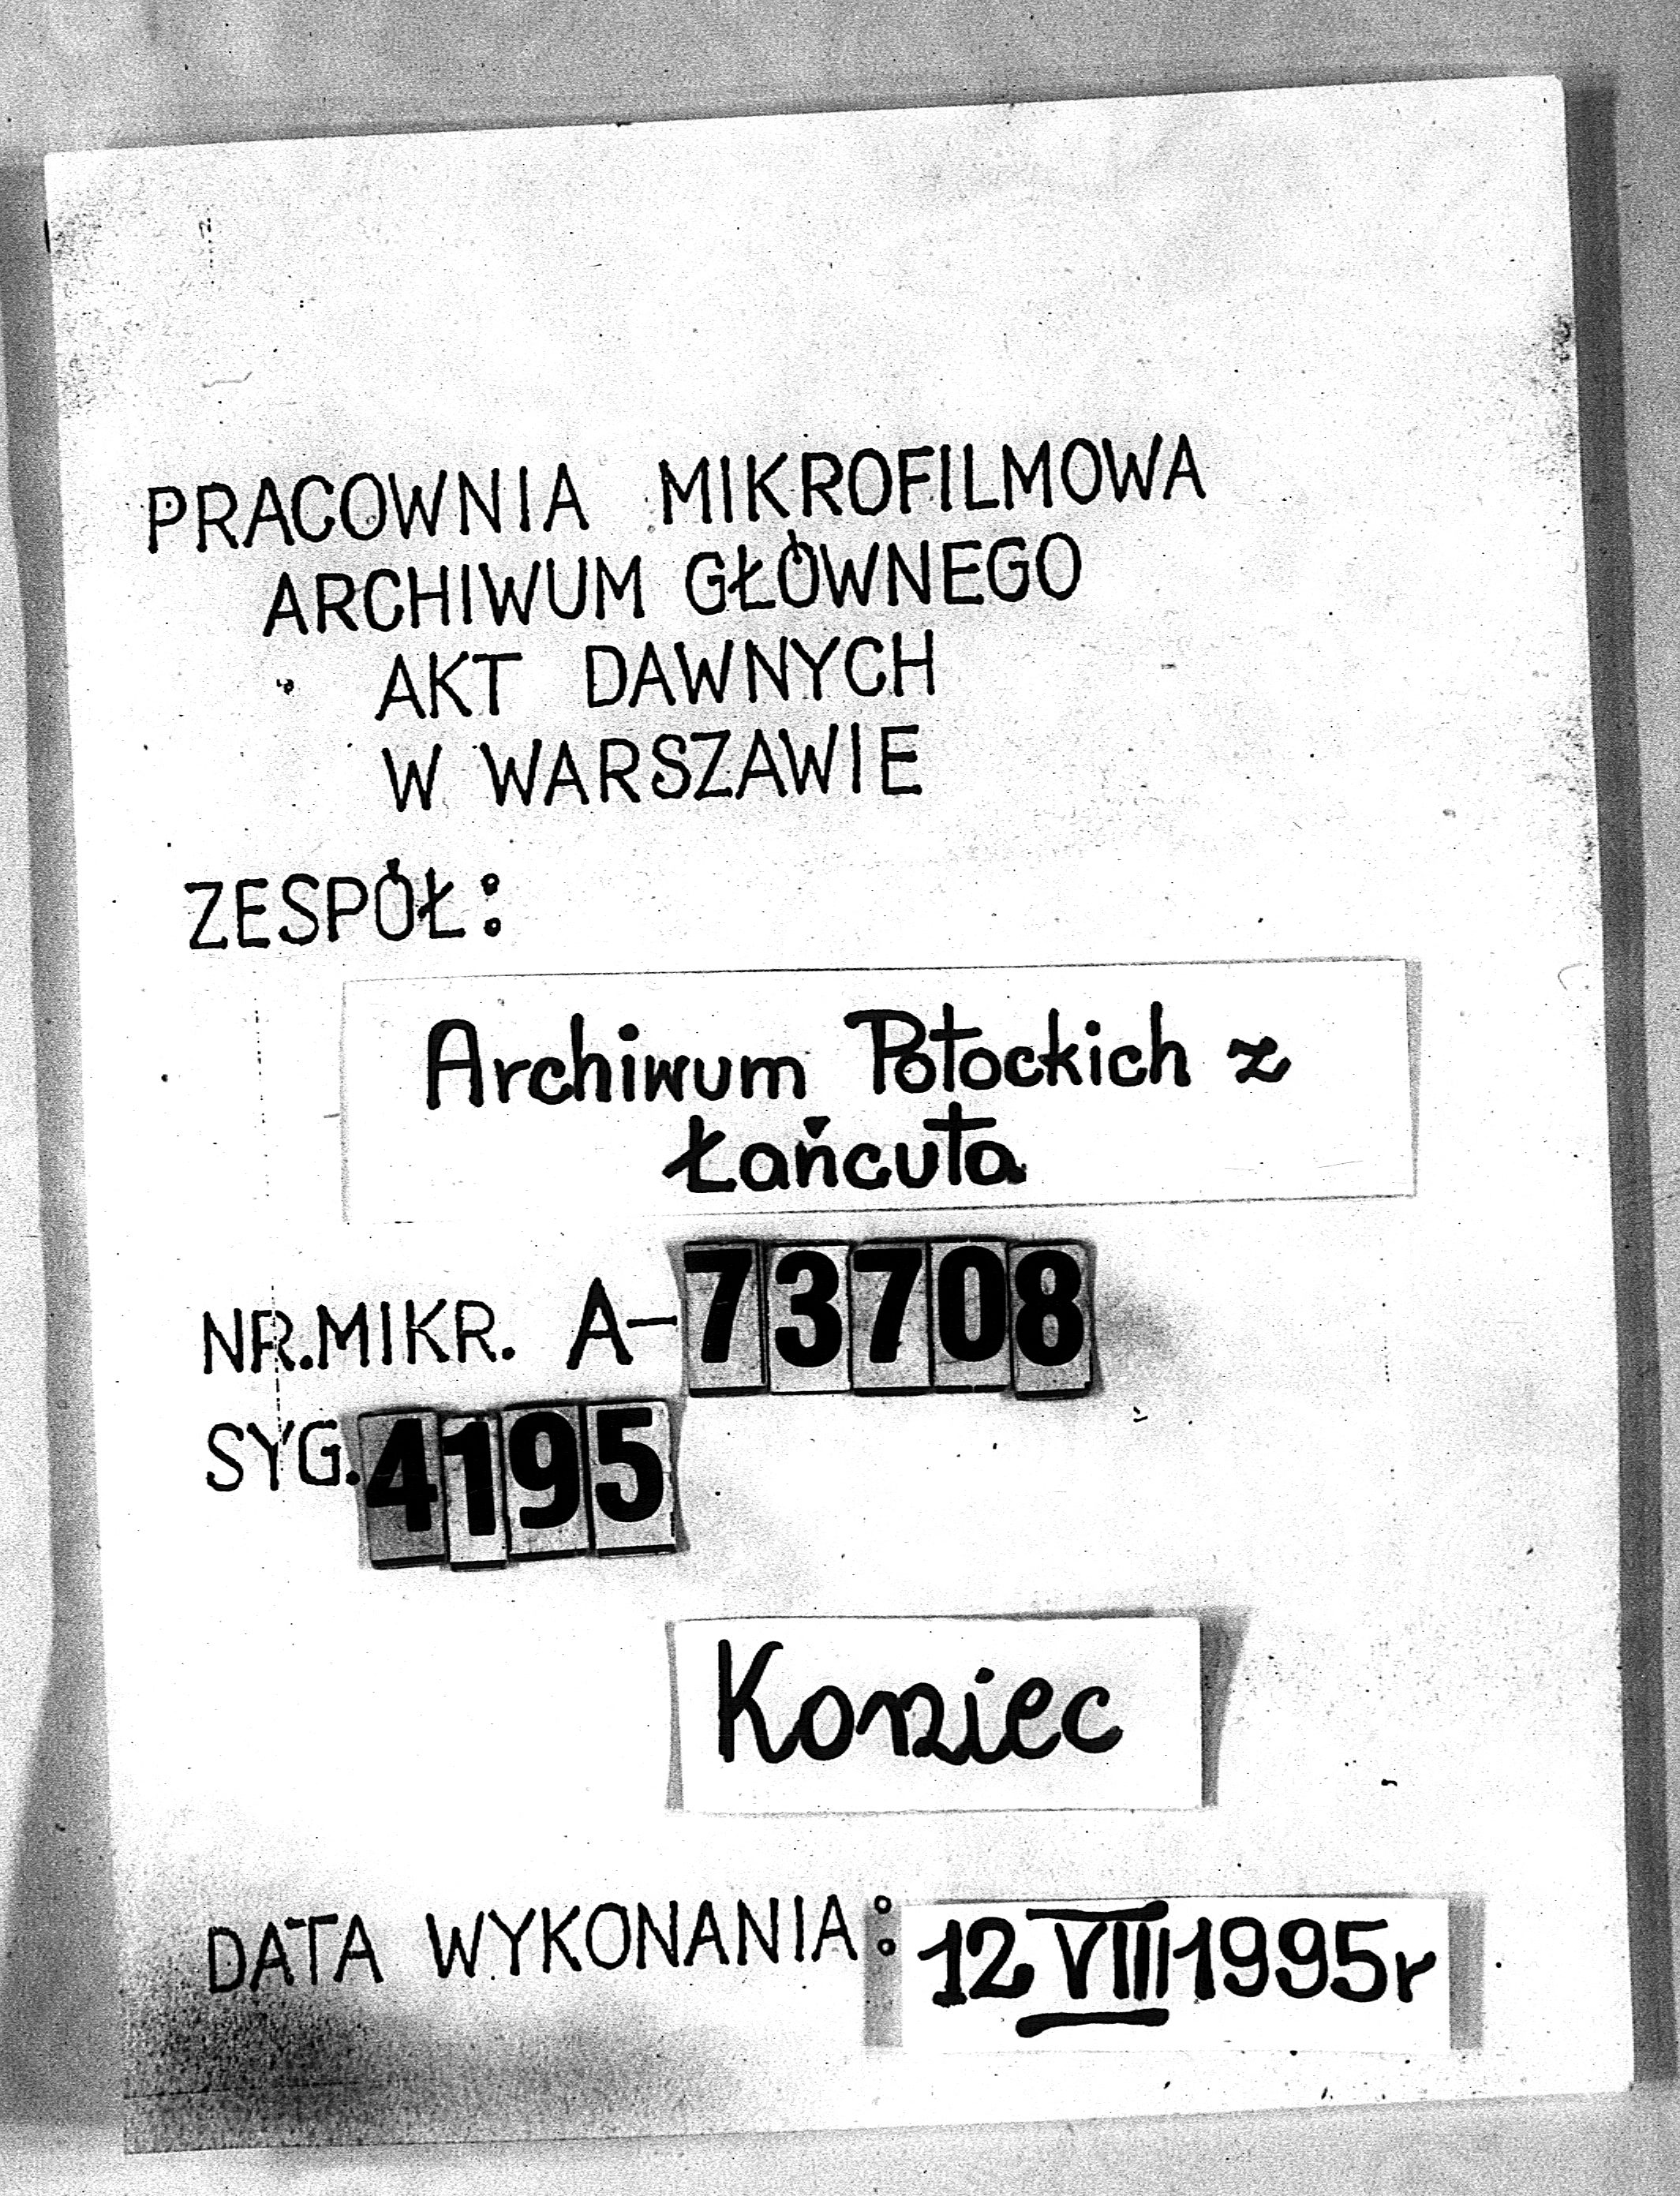 PRACOWNIA MIKROFILMOWA
ARCHIWUM GŁÓWNEGO
AKT DAWNYCH
W WARSZAWIE
ZESPÓŁ:
Archiwum Potockich z
Łańcuta
NR.MIKR. A-73708
SYG.4195
Koniec
DATA WYKONANIA: 12 VIII 1995r